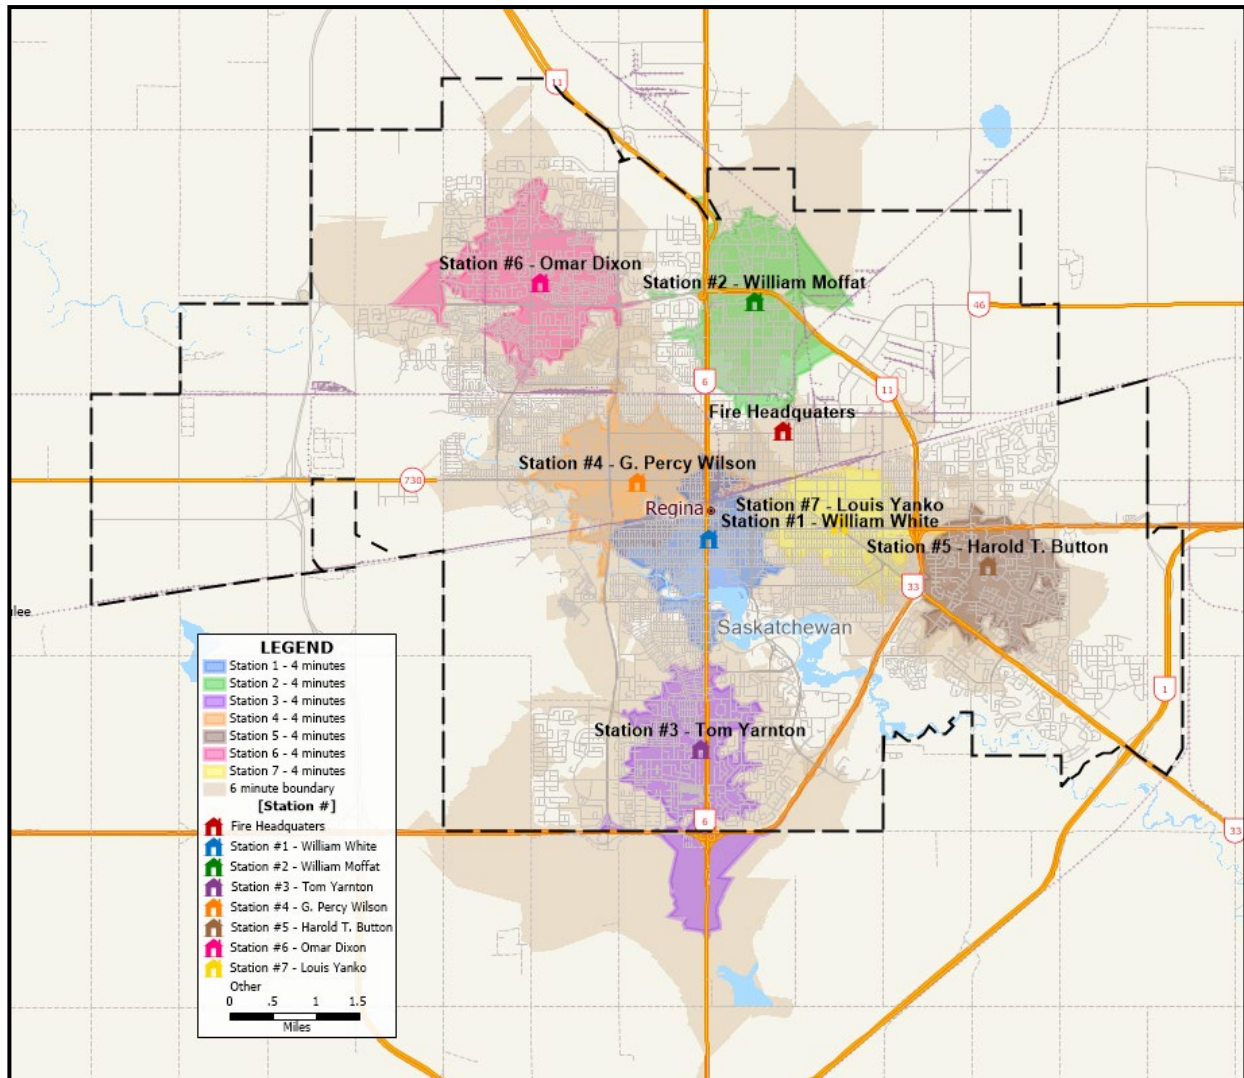 11
Station #6 - Omar Dixon
Station #2 - William Moffat
46
6
11
Fire Headquaters
Station #4 - G. Percy Wilson
730
Regina
Station #7 - Louis Yanko
Station #1 - William White
Station #5 - Harold T. Button
33
ulee
Saskatchewan
1
Station #3 - Tom Yarnton
6
33
LEGEND
Station 1 - 4 minutes
Station 2 - 4 minutes
Station 3 - 4 minutes
Station 4 - 4 minutes
Station 5 - 4 minutes
Station 6 - 4 minutes
Station 7 - 4 minutes
6 minute boundary
[Station #]
Fire Headquaters
Station #1 - William White
Station #2 - William Moffat
Station #3 - Tom Yarnton
Station #4 - G. Percy Wilson
Station #5 - Harold T. Button
Station #6 - Omar Dixon
Station #7 - Louis Yanko
Other
0 .5 1 1.5
Miles